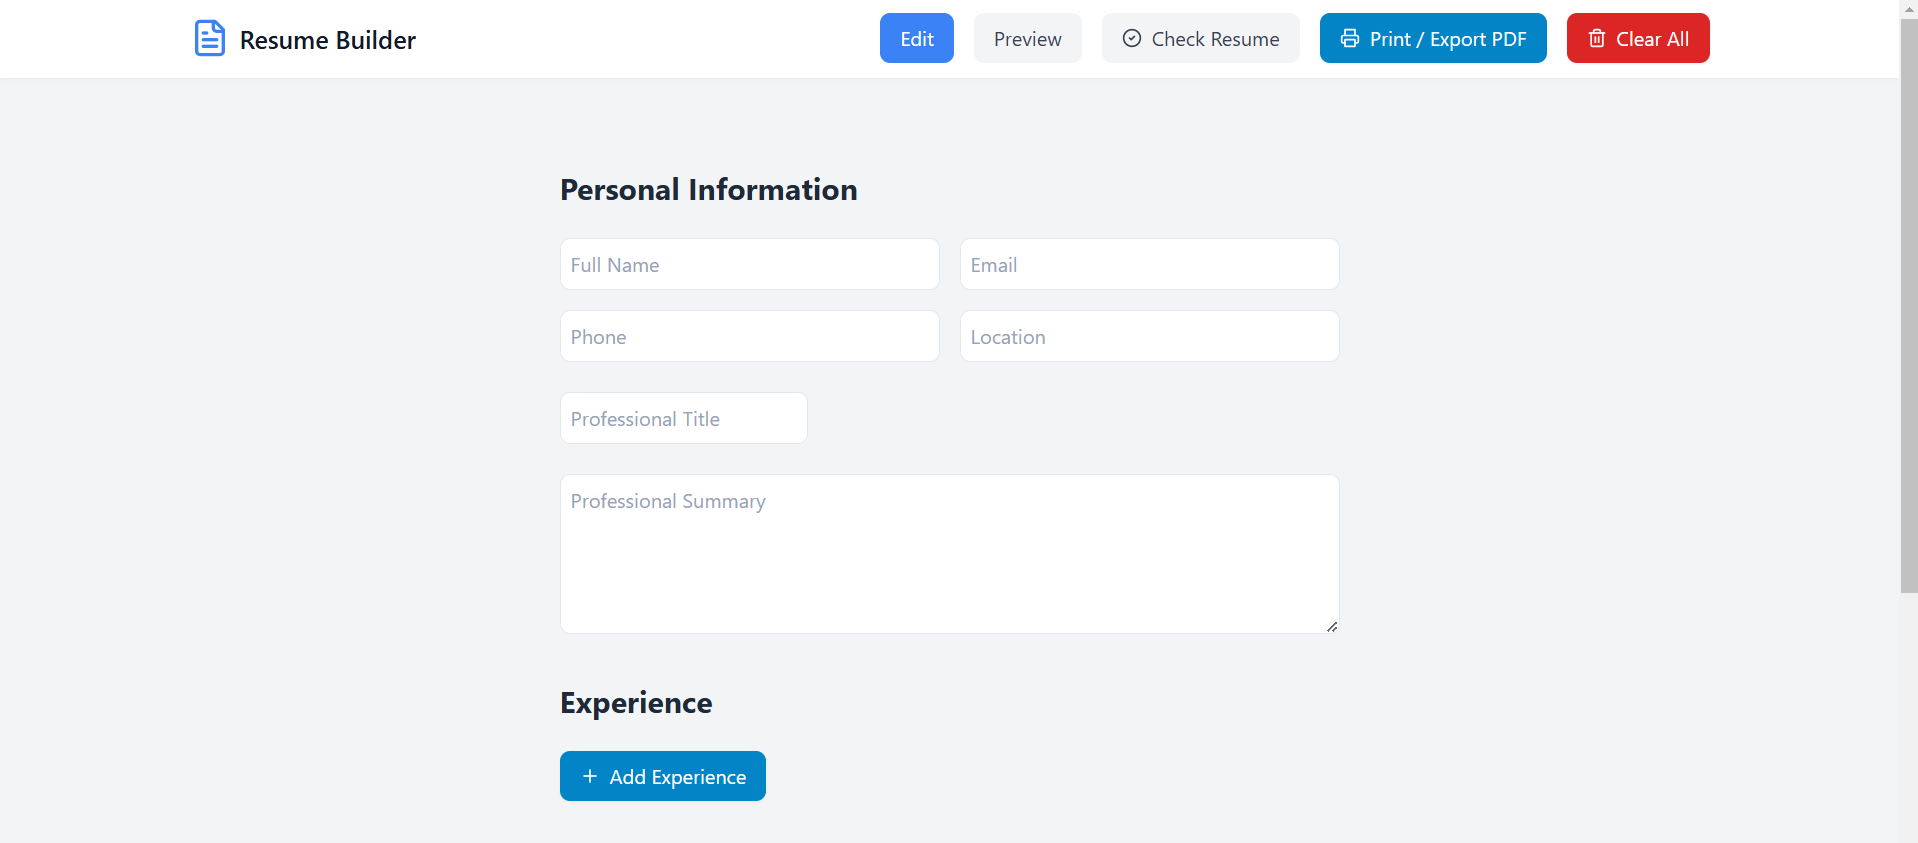 Resume Builder
Edit
Preview
Check Resume
Print / Export PDF
Clear All
Personal Information
Full Name
Email
Phone
Location
Professional Title
Professional Summary
Experience
Add Experience